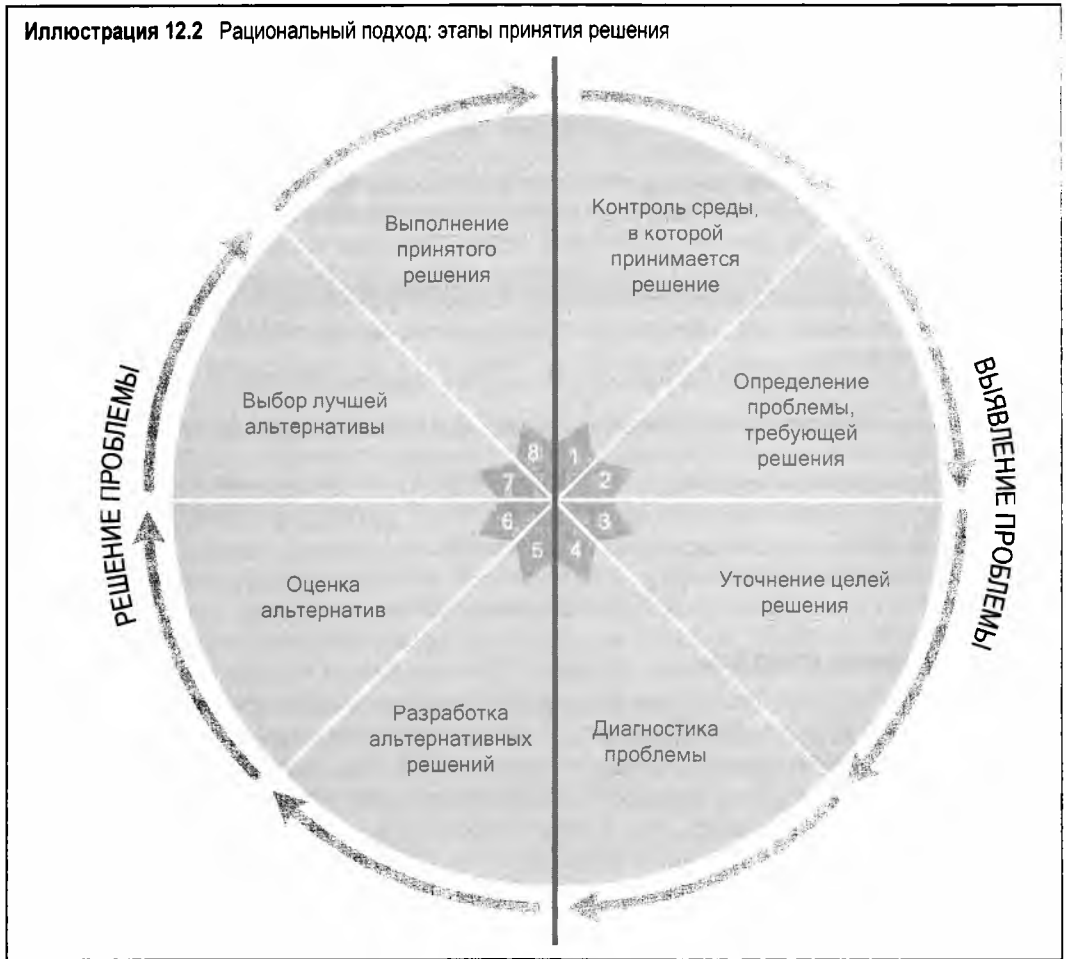 Иллюстрация 12.2 Рациональный подход: этапы принятия решения
Выполнение
принятого
решения
Контроль среды,
в которой
принимается
решение
Выбор лучшей
альтернативы
Определение
проблемы,
требующей
решения
8
1
7
2
6
3
5
4
РЕШЕНИЕ ПРОБЛЕМЫ
ВЫЯВЛЕНИЕ ПРОБЛЕМЫ
Оценка
альтернатив
Уточнение целей
решения
Разработка
альтернативных
решений
Диагностика
проблемы